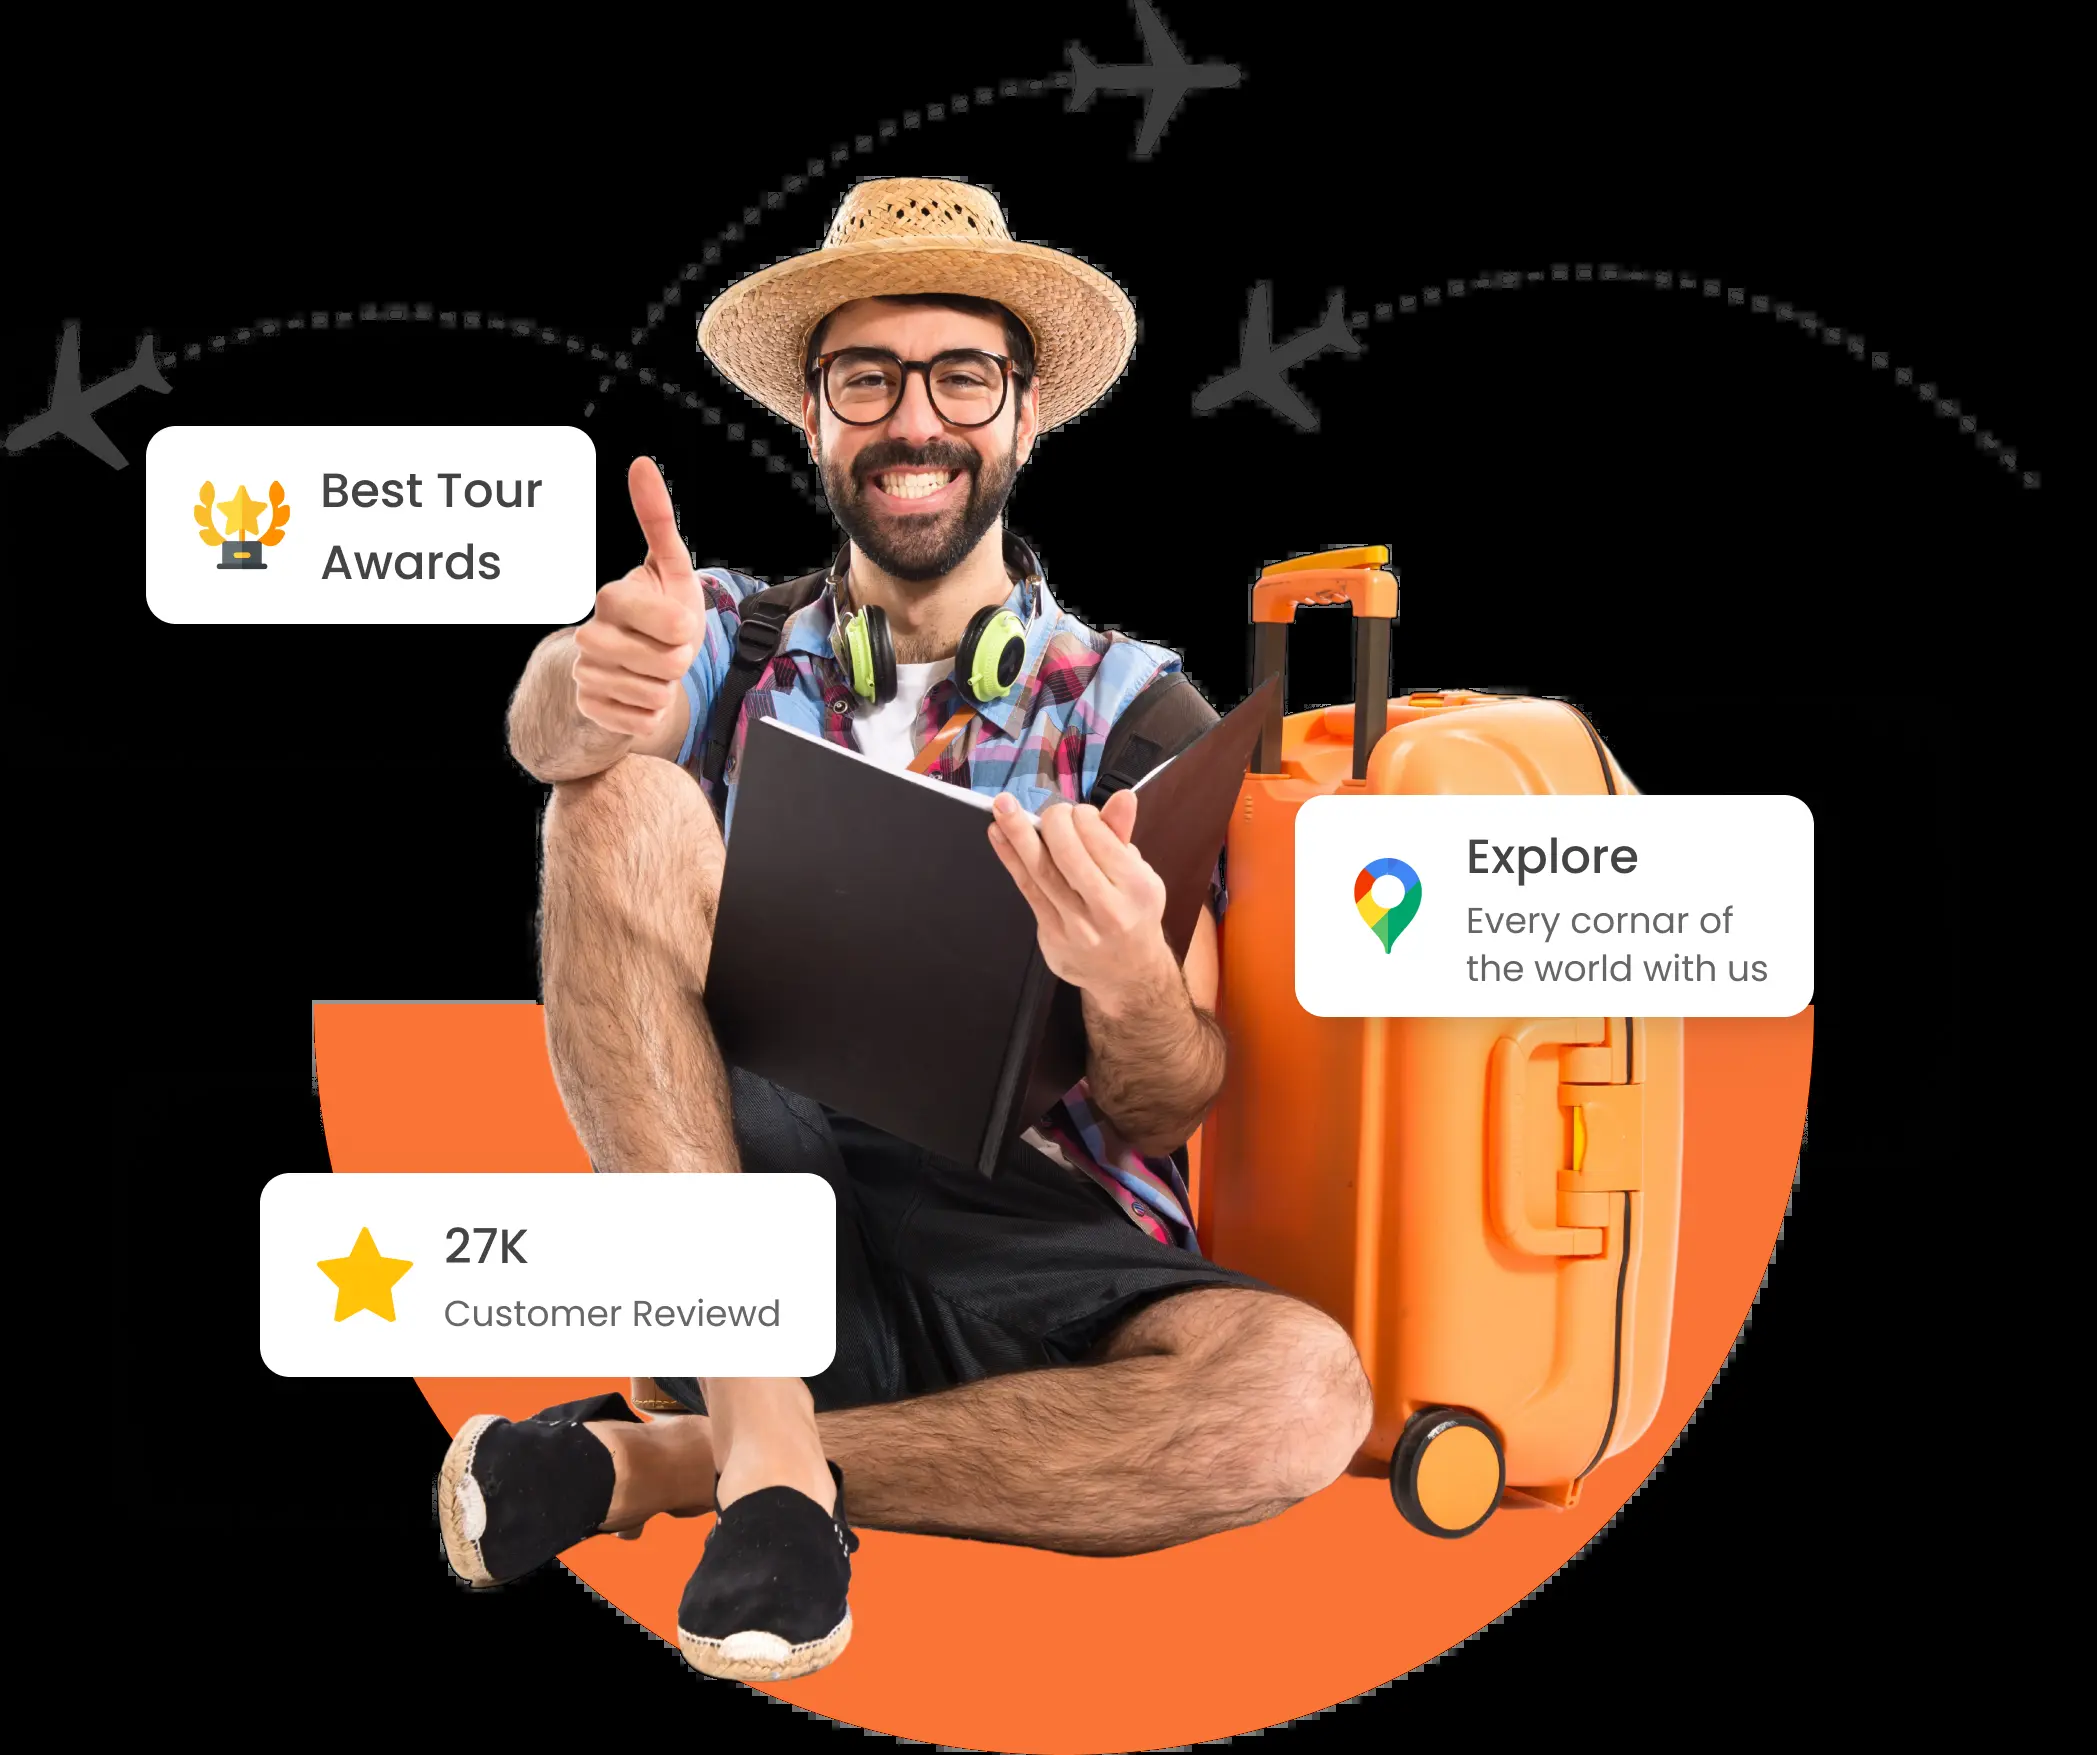 Best Tour
Awards
Explore
Every cornar of
the world with us
27K
Customer Reviewd